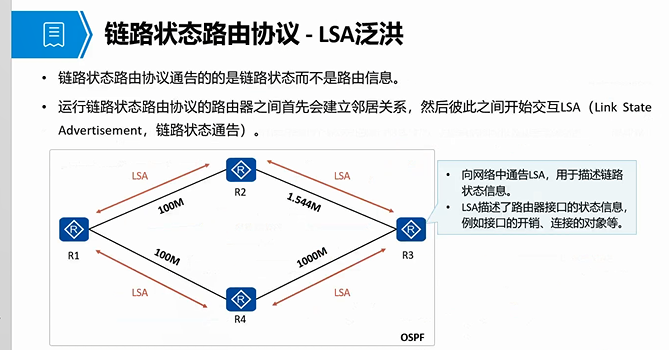 链路状态路由协议 - LSA泛洪
• 链路状态路由协议通告的的是链路状态而不是路由信息。
• 运行链路状态路由协议的路由器之间首先会建立邻居关系，然后彼此之间开始交互LSA（Link State
Advertisement，链路状态通告）。
LSA
R
R2
LSA
100M
1.544M
R
R1
R
R3
100M
1000M
LSA
R
R4
LSA
OSPF
• 向网络中通告LSA，用于描述链路
状态信息。
• LSA描述了路由器接口的状态信息，
例如接口的开销、连接的对象等。